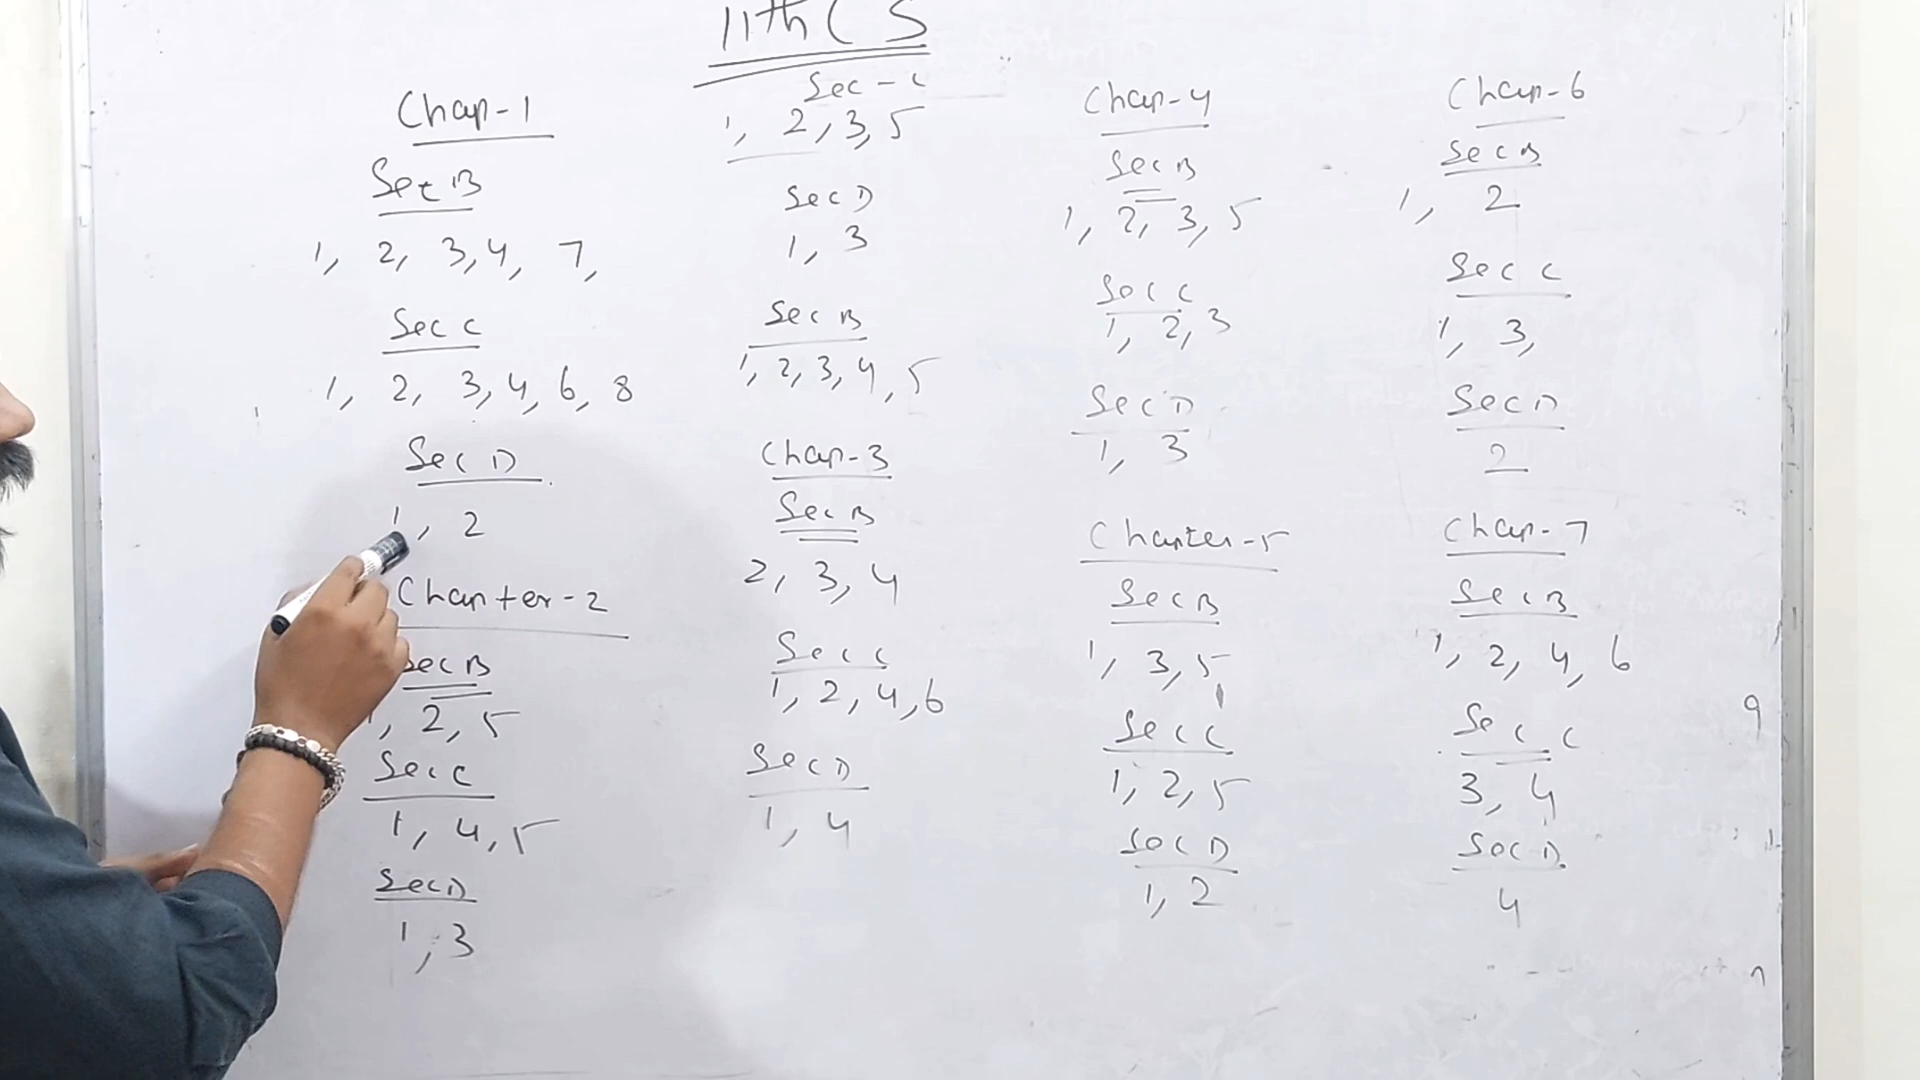 11th CS
Chap-1
Sec B
1, 2, 3, 4, 7,
Sec C
1, 2, 3, 4, 6, 8
Sec D
1, 2
Chapter-2
Sec B
1, 2, 5
Sec C
1, 4, 5
Sec D
1, 3
Sec - C
1, 2, 3, 5
Sec D
1, 3
Sec B
1, 2, 3, 4, 5
Chap-3
Sec B
2, 3, 4
Sec C
1, 2, 4, 6
Sec D
1, 4
Chap-4
Sec B
1, 2, 3, 5
Sec C
1, 2, 3
Sec D
1, 3
Chapter-5
Sec B
1, 3, 5
Sec C
1, 2, 5
Sec D
1, 2
Chap-6
Sec B
1, 2
Sec C
1, 3,
Sec D
2
Chap-7
Sec B
1, 2, 4, 6
Sec C
3, 4
Sec D
4
9